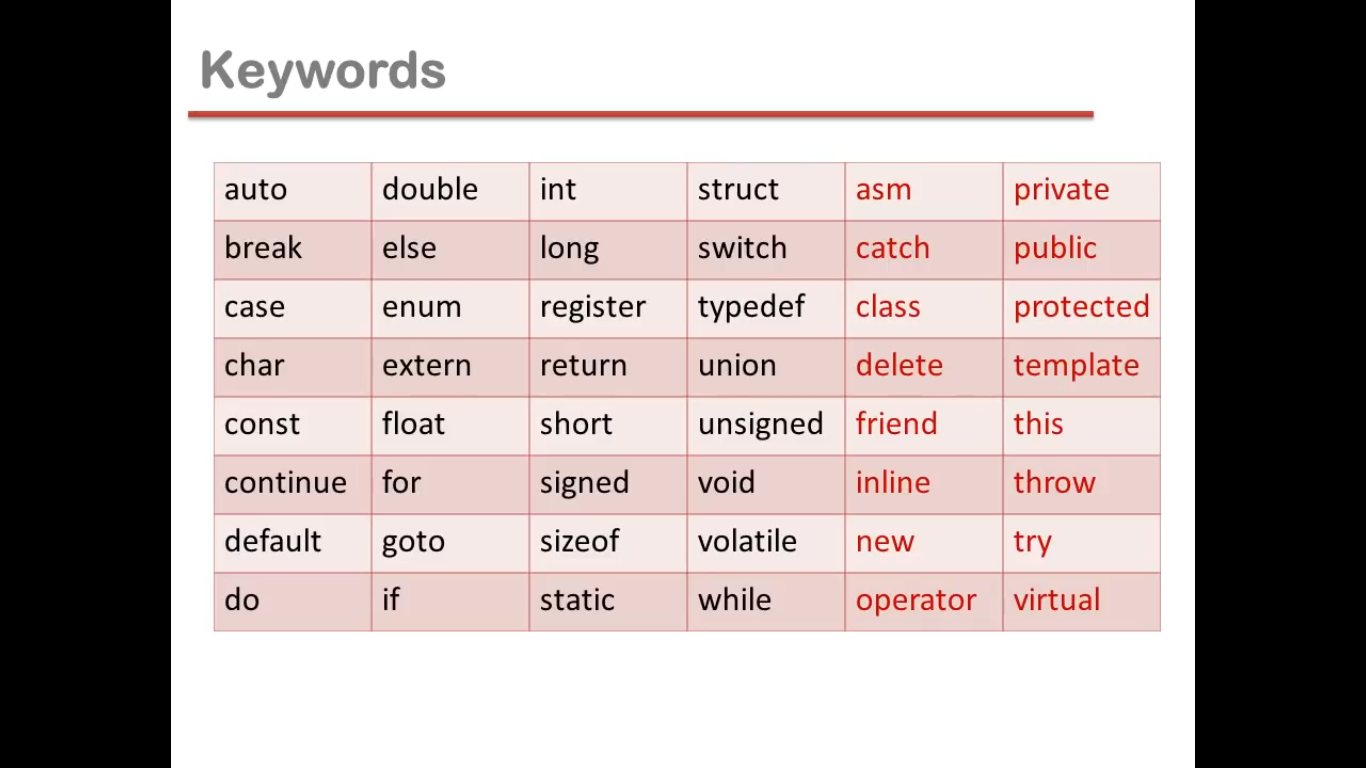 Keywords
auto double int struct asm private
break else long switch catch public
case enum register typedef class protected
char extern return union delete template
const float short unsigned friend this
continue for signed void inline throw
default goto sizeof volatile new try
do if static while operator virtual